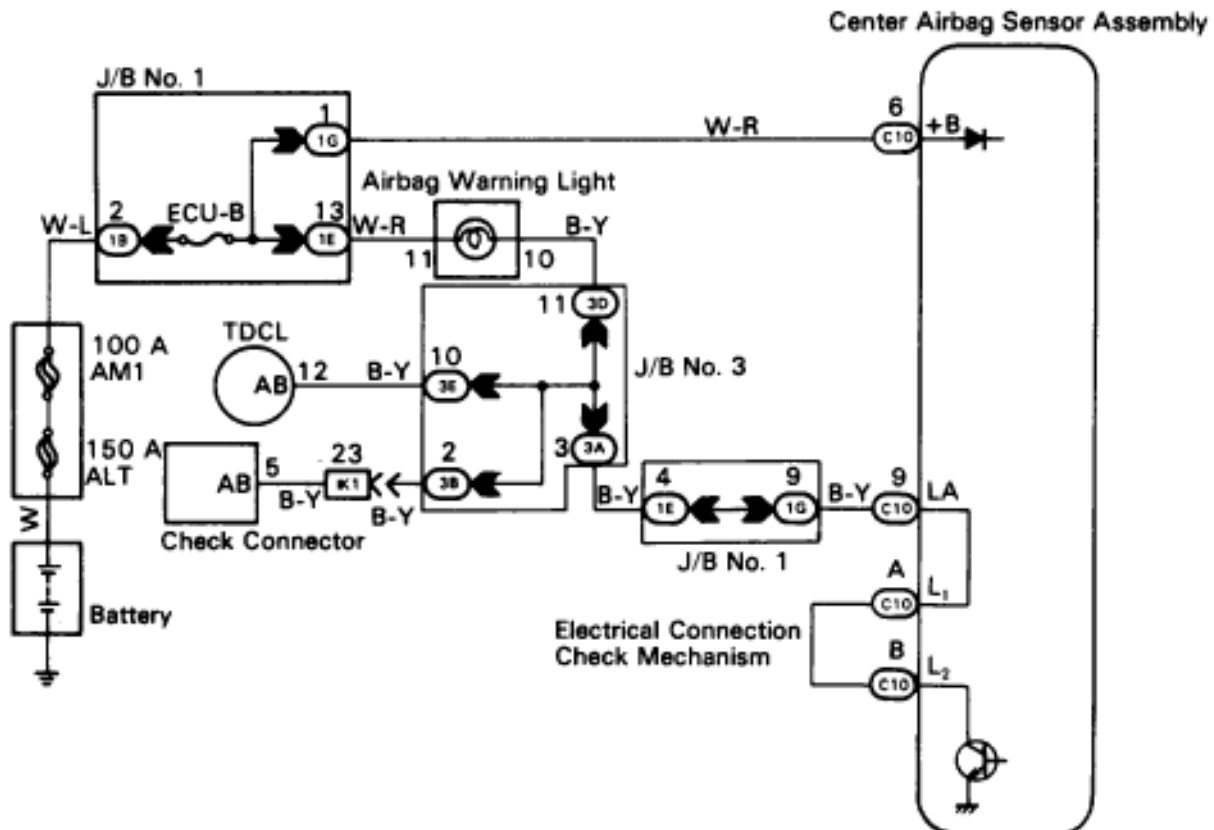 Center Airbag Sensor Assembly
J/B No. 1
1
1G
W-R
6
C10
+B
Airbag Warning Light
W-L
2
1B
ECU-B
13
1E
W-R
11
10
B-Y
11
3D
100 A
AM1
TDCL
AB
12
B-Y
10
3E
J/B No. 3
150 A
ALT
AB
5
B-Y
23
IK1
B-Y
2
3B
3
3A
B-Y
4
1E
9
1G
B-Y
9
C10
LA
Check Connector
J/B No. 1
W
Battery
A
C10
L₁
Electrical Connection
Check Mechanism
B
C10
L₂